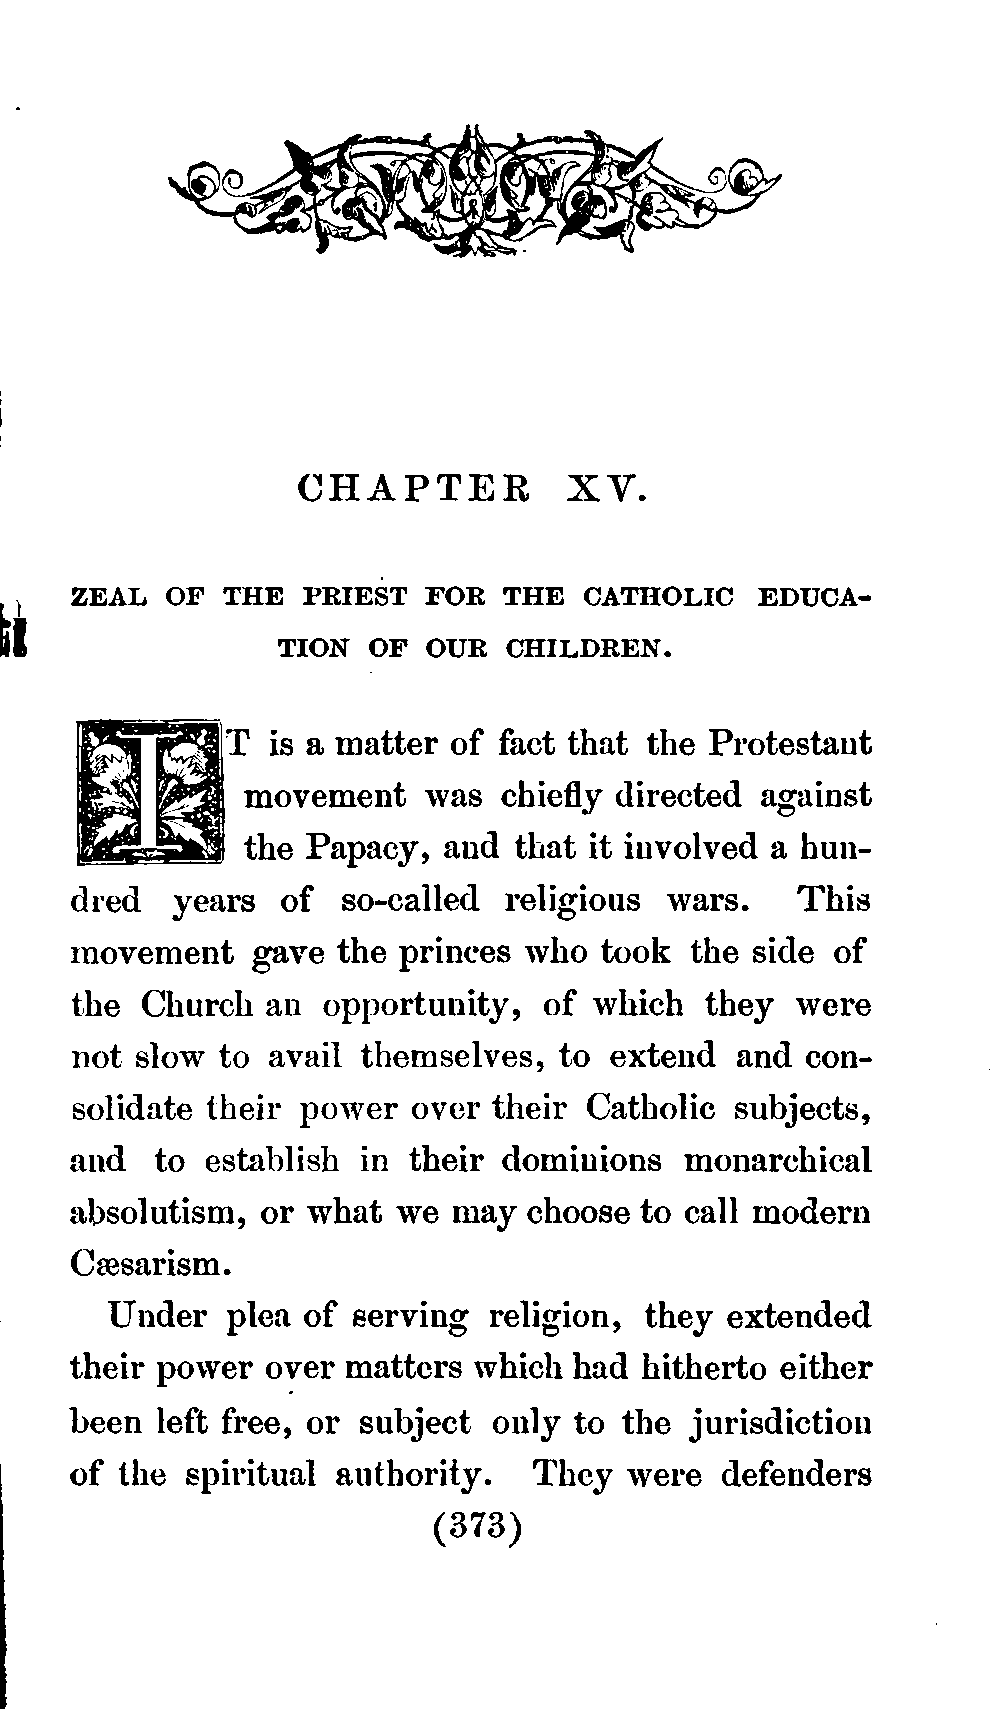 CHAPTER XV.
ZEAL OF THE PRIEST FOR THE CATHOLIC EDUCA-
TION OF OUR CHILDREN.
IT is a matter of fact that the Protestant
movement was chiefly directed against
the Papacy, and that it involved a hun-
dred years of so-called religious wars. This
movement gave the princes who took the side of
the Church an opportunity, of which they were
not slow to avail themselves, to extend and con-
solidate their power over their Catholic subjects,
and to establish in their dominions monarchical
absolutism, or what we may choose to call modern
Cæsarism.
Under plea of serving religion, they extended
their power over matters which had hitherto either
been left free, or subject only to the jurisdiction
of the spiritual authority. They were defenders
(373)